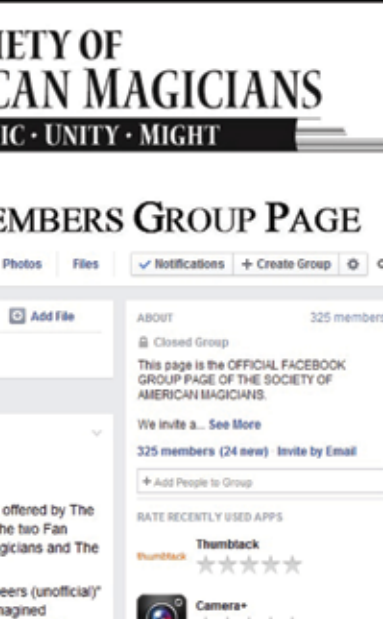 IETY OF
CAN MAGICIANS
IC · UNITY · MIGHT
EMBERS GROUP PAGE
Photos Files Notifications + Create Group
Add File
ABOUT 325 members
Closed Group
This page is the OFFICIAL FACEBOOK
GROUP PAGE OF THE SOCIETY OF
AMERICAN MAGICIANS.
We invite a... See More
325 members (24 new) · Invite by Email
+ Add People to Group
RATE RECENTLY USED APPS
Thumbtack
thumbtack
offered by The
he two Fan
gicians and The
eers (unofficial)"
magined
Camera+